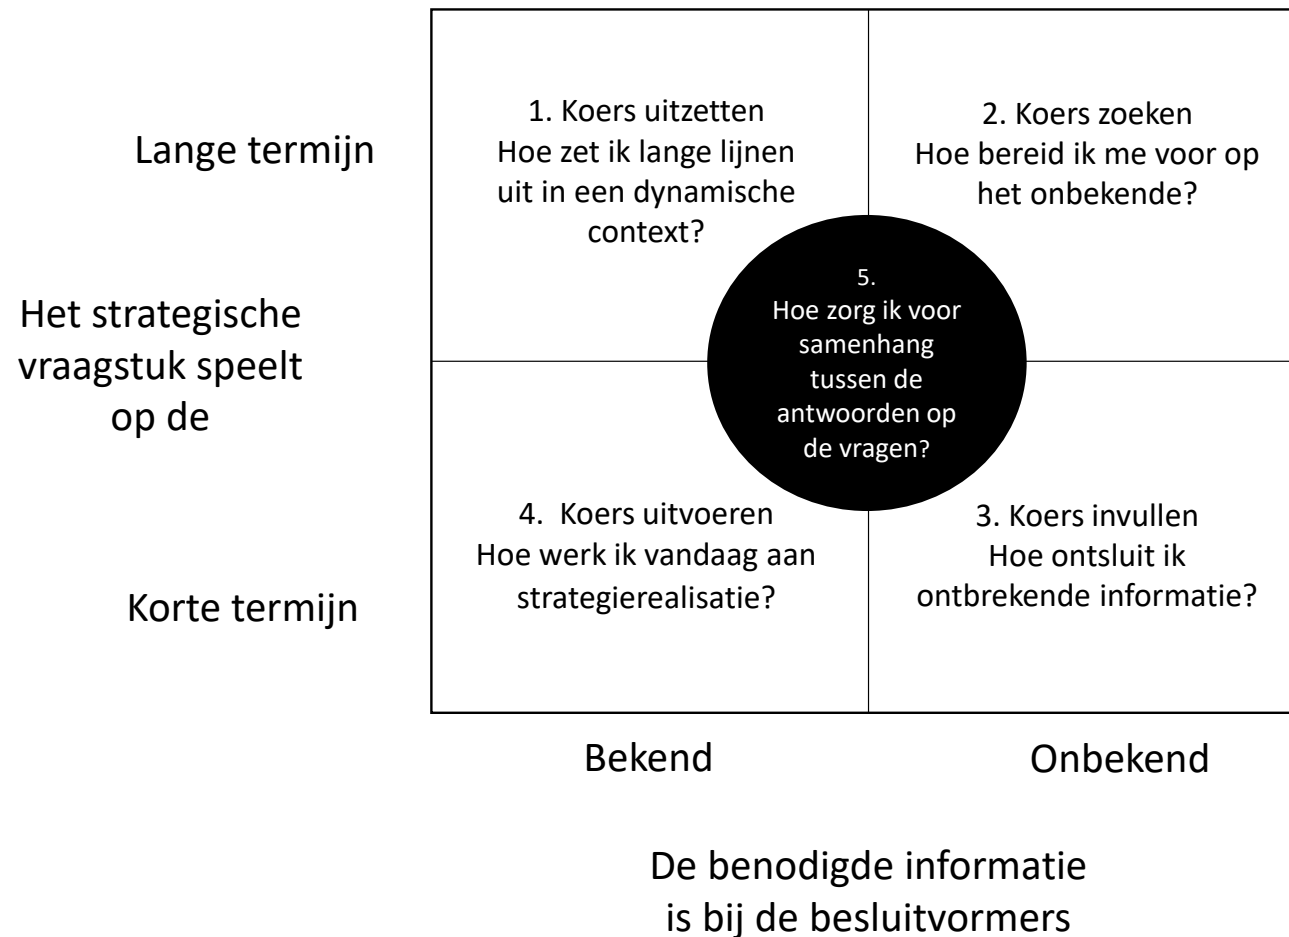 Lange termijn
1. Koers uitzetten
Hoe zet ik lange lijnen
uit in een dynamische
context?
2. Koers zoeken
Hoe bereid ik me voor op
het onbekende?
Het strategische
vraagstuk speelt
op de
5.
Hoe zorg ik voor
samenhang
tussen de
antwoorden op
de vragen?
Korte termijn
4. Koers uitvoeren
Hoe werk ik vandaag aan
strategierealisatie?
3. Koers invullen
Hoe ontsluit ik
ontbrekende informatie?
Bekend
Onbekend
De benodigde informatie
is bij de besluitvormers